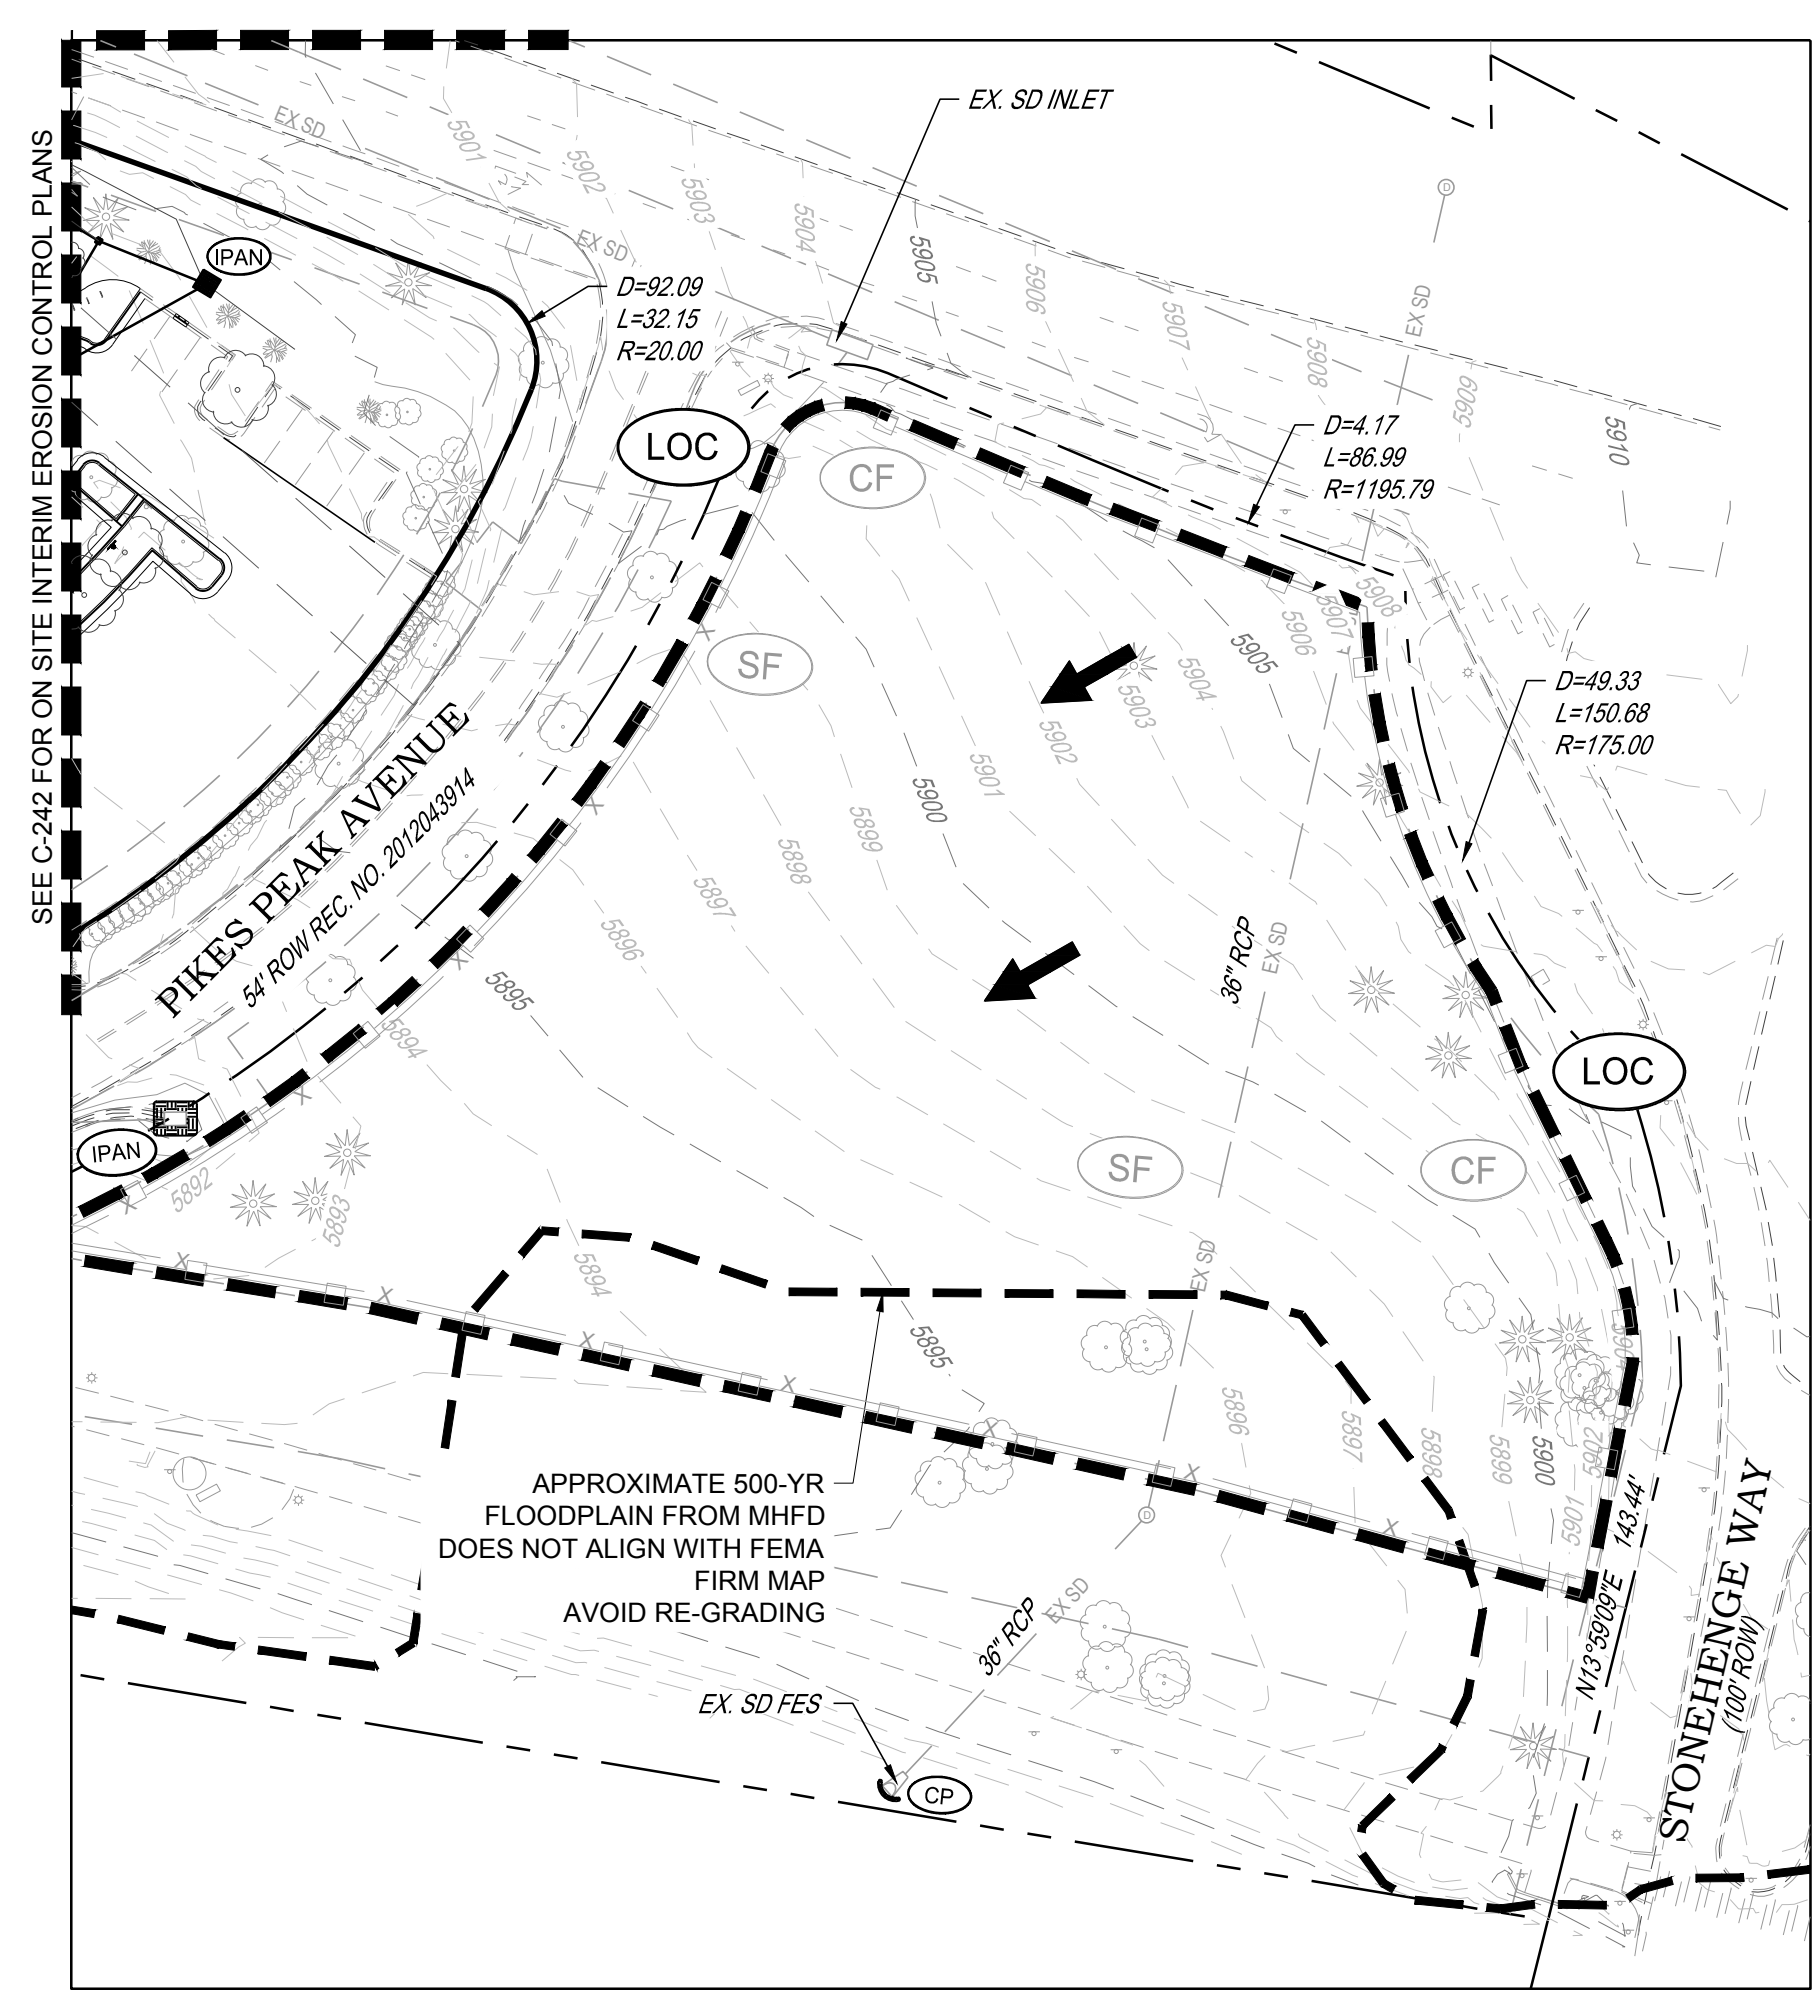 SEE C-242 FOR ON SITE INTERIM EROSION CONTROL PLANS
EX SD
5901
5902
5903
5904
5905
5906
5907
5908
6065
5910
EX. SD INLET
D
EX SD
EX SD
IPAN
D=92.09
L=32.15
R=20.00
LOC
CF
D=4.17
L=86.99
R=1195.79
SF
5908
5907
5906
5905
5904
5903
5902
5901
5900
5899
5898
5897
5896
5895
5894
D=49.33
L=150.68
R=175.00
PIKES PEAK AVENUE
54' ROW REC. NO. 2012043914
36" RCP
EX SD
LOC
IPAN
5892
5893
SF
CF
5894
EX SD
5895
5896
5897
5898
5899
5900
5901
5902
5904
APPROXIMATE 500-YR
FLOODPLAIN FROM MHFD
DOES NOT ALIGN WITH FEMA
FIRM MAP
AVOID RE-GRADING
D
EX SD
36" RCP
EX. SD FES
CP
N13°59'09"E 143.44'
STONEHENGE WAY
(100' ROW)
X
X
X
X
X
X
X
X
X
X
X
X